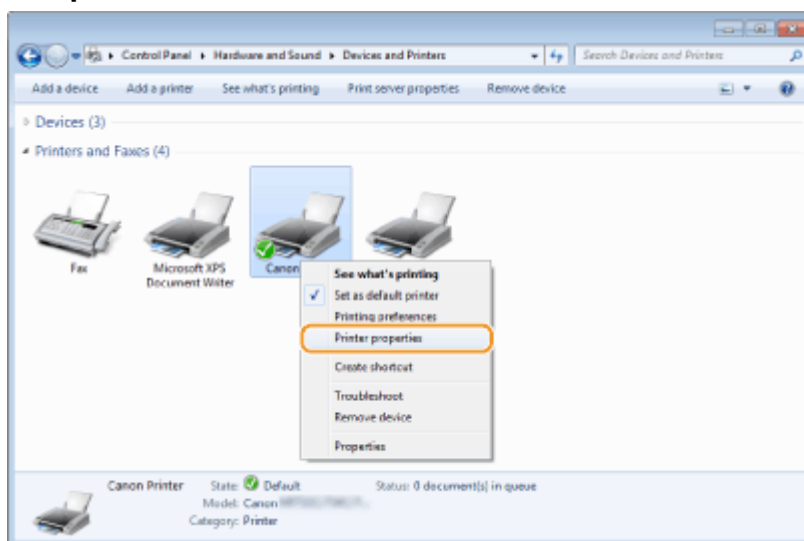 Control Panel ▸ Hardware and Sound ▸ Devices and Printers
Search Devices and Printers
Add a device Add a printer See what's printing Print server properties Remove device
Devices (3)
Printers and Faxes (4)
Fax
Microsoft XPS
Document Writer
Canon
See what's printing
Set as default printer
Printing preferences
Printer properties
Create shortcut
Troubleshoot
Remove device
Properties
Canon Printer State: Default Status: 0 document(s) in queue
Model: Canon
Category: Printer